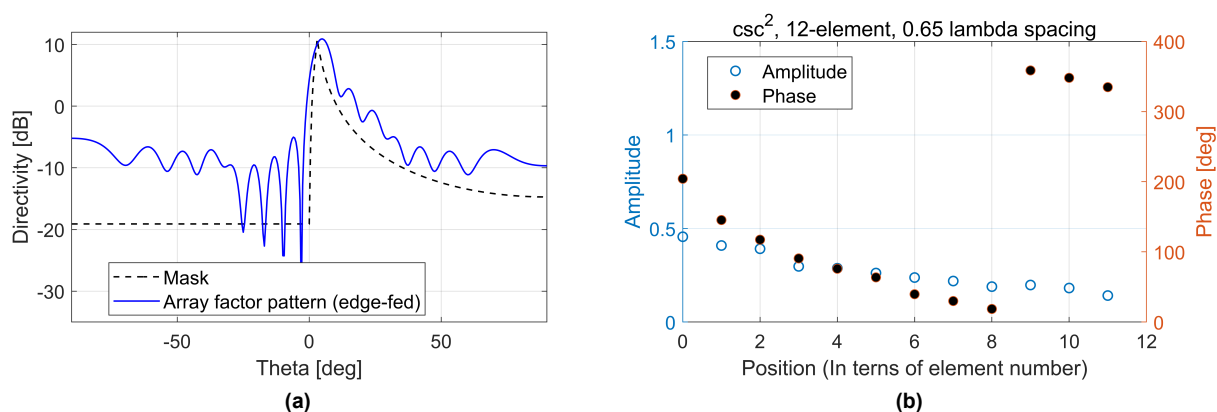 10
0
-10
-20
-30
Directivity [dB]
Mask
Array factor pattern (edge-fed)
-50
0
50
Theta [deg]
(a)
csc2, 12-element, 0.65 lambda spacing
1.5
1
0.5
0
Amplitude
Amplitude
Phase
400
300
200
100
0
Phase [deg]
0
2
4
6
8
10
12
Position (In terns of element number)
(b)